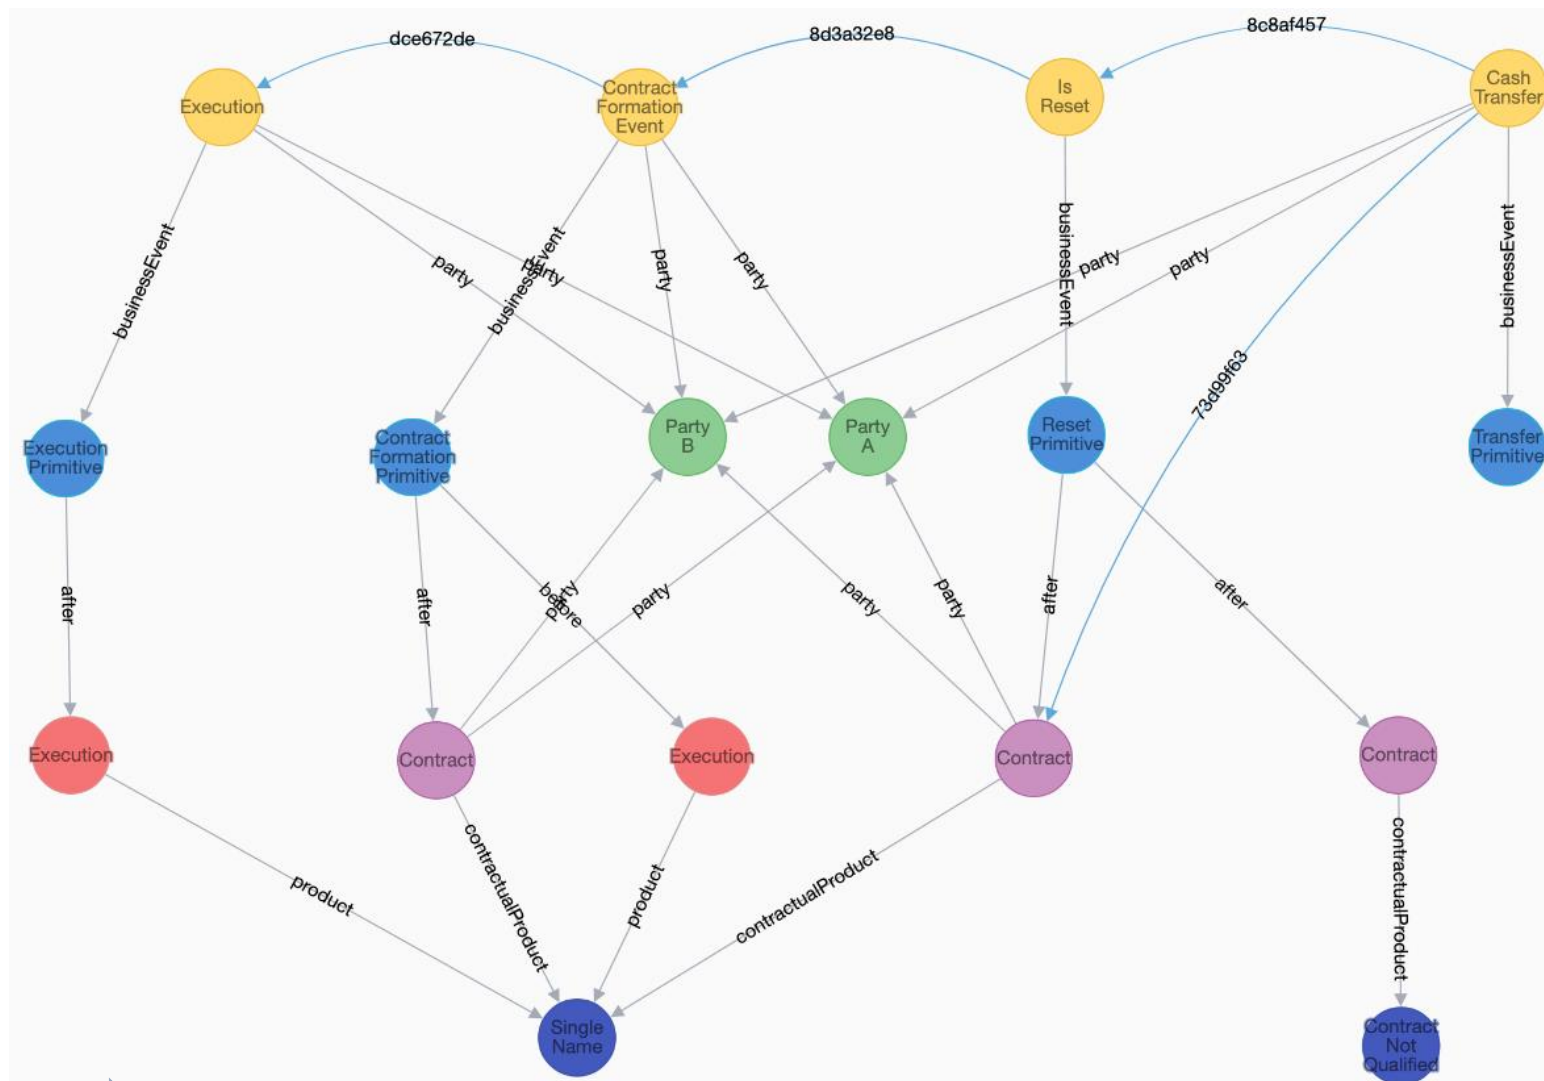 dce672de
8d3a32e8
8c8af457
Execution
Contract
Formation
Event
Is
Reset
Cash
Transfer
businessEvent
party
party
businessEvent
party
party
businessEvent
party
party
businessEvent
73d99f63
Execution
Primitive
Contract
Formation
Primitive
Party
B
Party
A
Reset
Primitive
Transfer
Primitive
after
after
party
before
party
party
party
after
after
Execution
Contract
Execution
Contract
Contract
product
contractualProduct
product
contractualProduct
contractualProduct
Single
Name
Contract
Not
Qualified